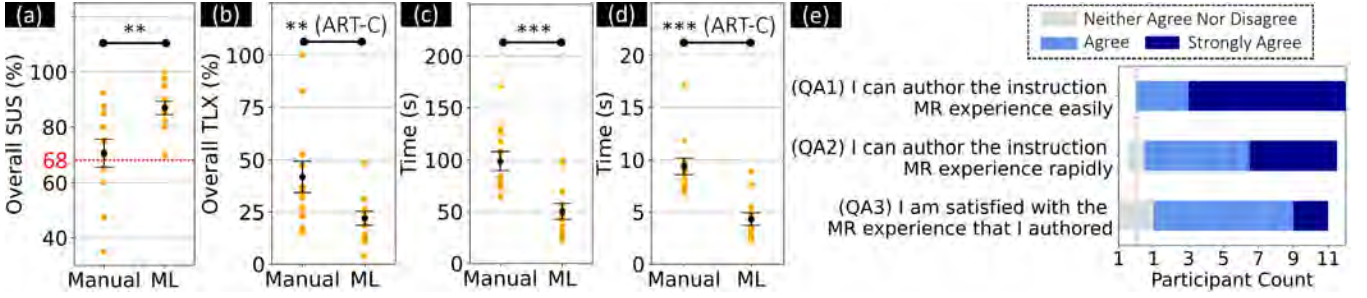 (a)
Overall SUS (%)
**
100
80
68
60
40
Manual ML
(b)
Overall TLX (%)
** (ART-C)
100
75
50
25
0
Manual ML
(c)
Time (s)
***
200
150
100
50
0
Manual ML
(d)
Time (s)
*** (ART-C)
20
15
10
5
0
Manual ML
(e)
Neither Agree Nor Disagree
Agree Strongly Agree
(QA1) I can author the instruction
MR experience easily
(QA2) I can author the instruction
MR experience rapidly
(QA3) I am satisfied with the
MR experience that I authored
1 1 3 5 7 9 11
Participant Count